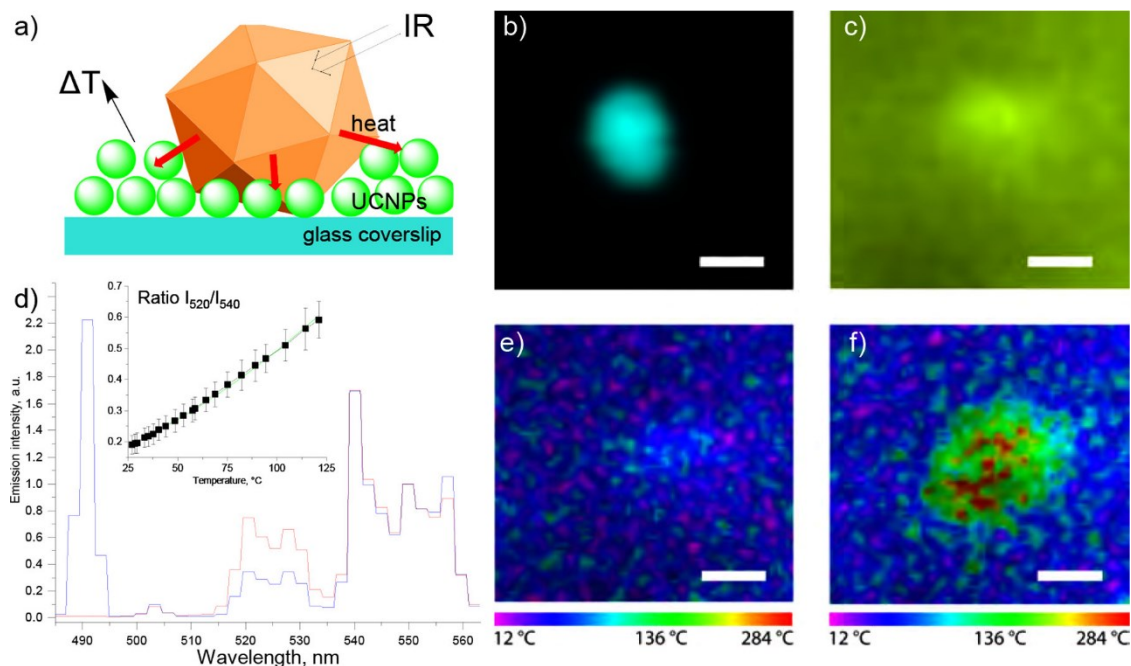 a)
IR
ΔT
heat
UCNPs
glass coverslip
b)
c)
d)
Ratio I520/I540
0.7
0.6
0.5
0.4
0.3
0.2
25 50 75 100 125
Temperature, °C
2.2
2.0
1.8
1.6
1.4
1.2
1.0
0.8
0.6
0.4
0.2
0.0
Emission intensity, a.u.
490 500 510 520 530 540 550 560
Wavelength, nm
e)
12 °C 136 °C 284 °C
f)
12 °C 136 °C 284 °C